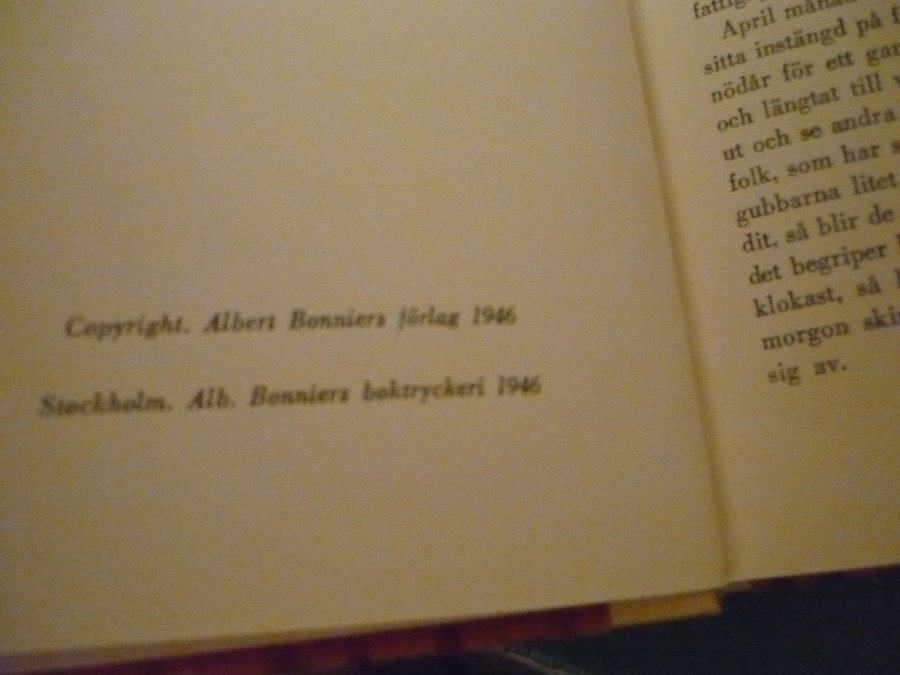 Copyright. Albert Bonniers förlag 1946
Stockholm. Alb. Bonniers boktryckeri 1946
April månad
sitta instängd på
nödår för ett
och längtat till
ut och se andra
folk, som har
gubbarna litet
dit, så blir de
det begriper
klokast, så
morgon
sig av.